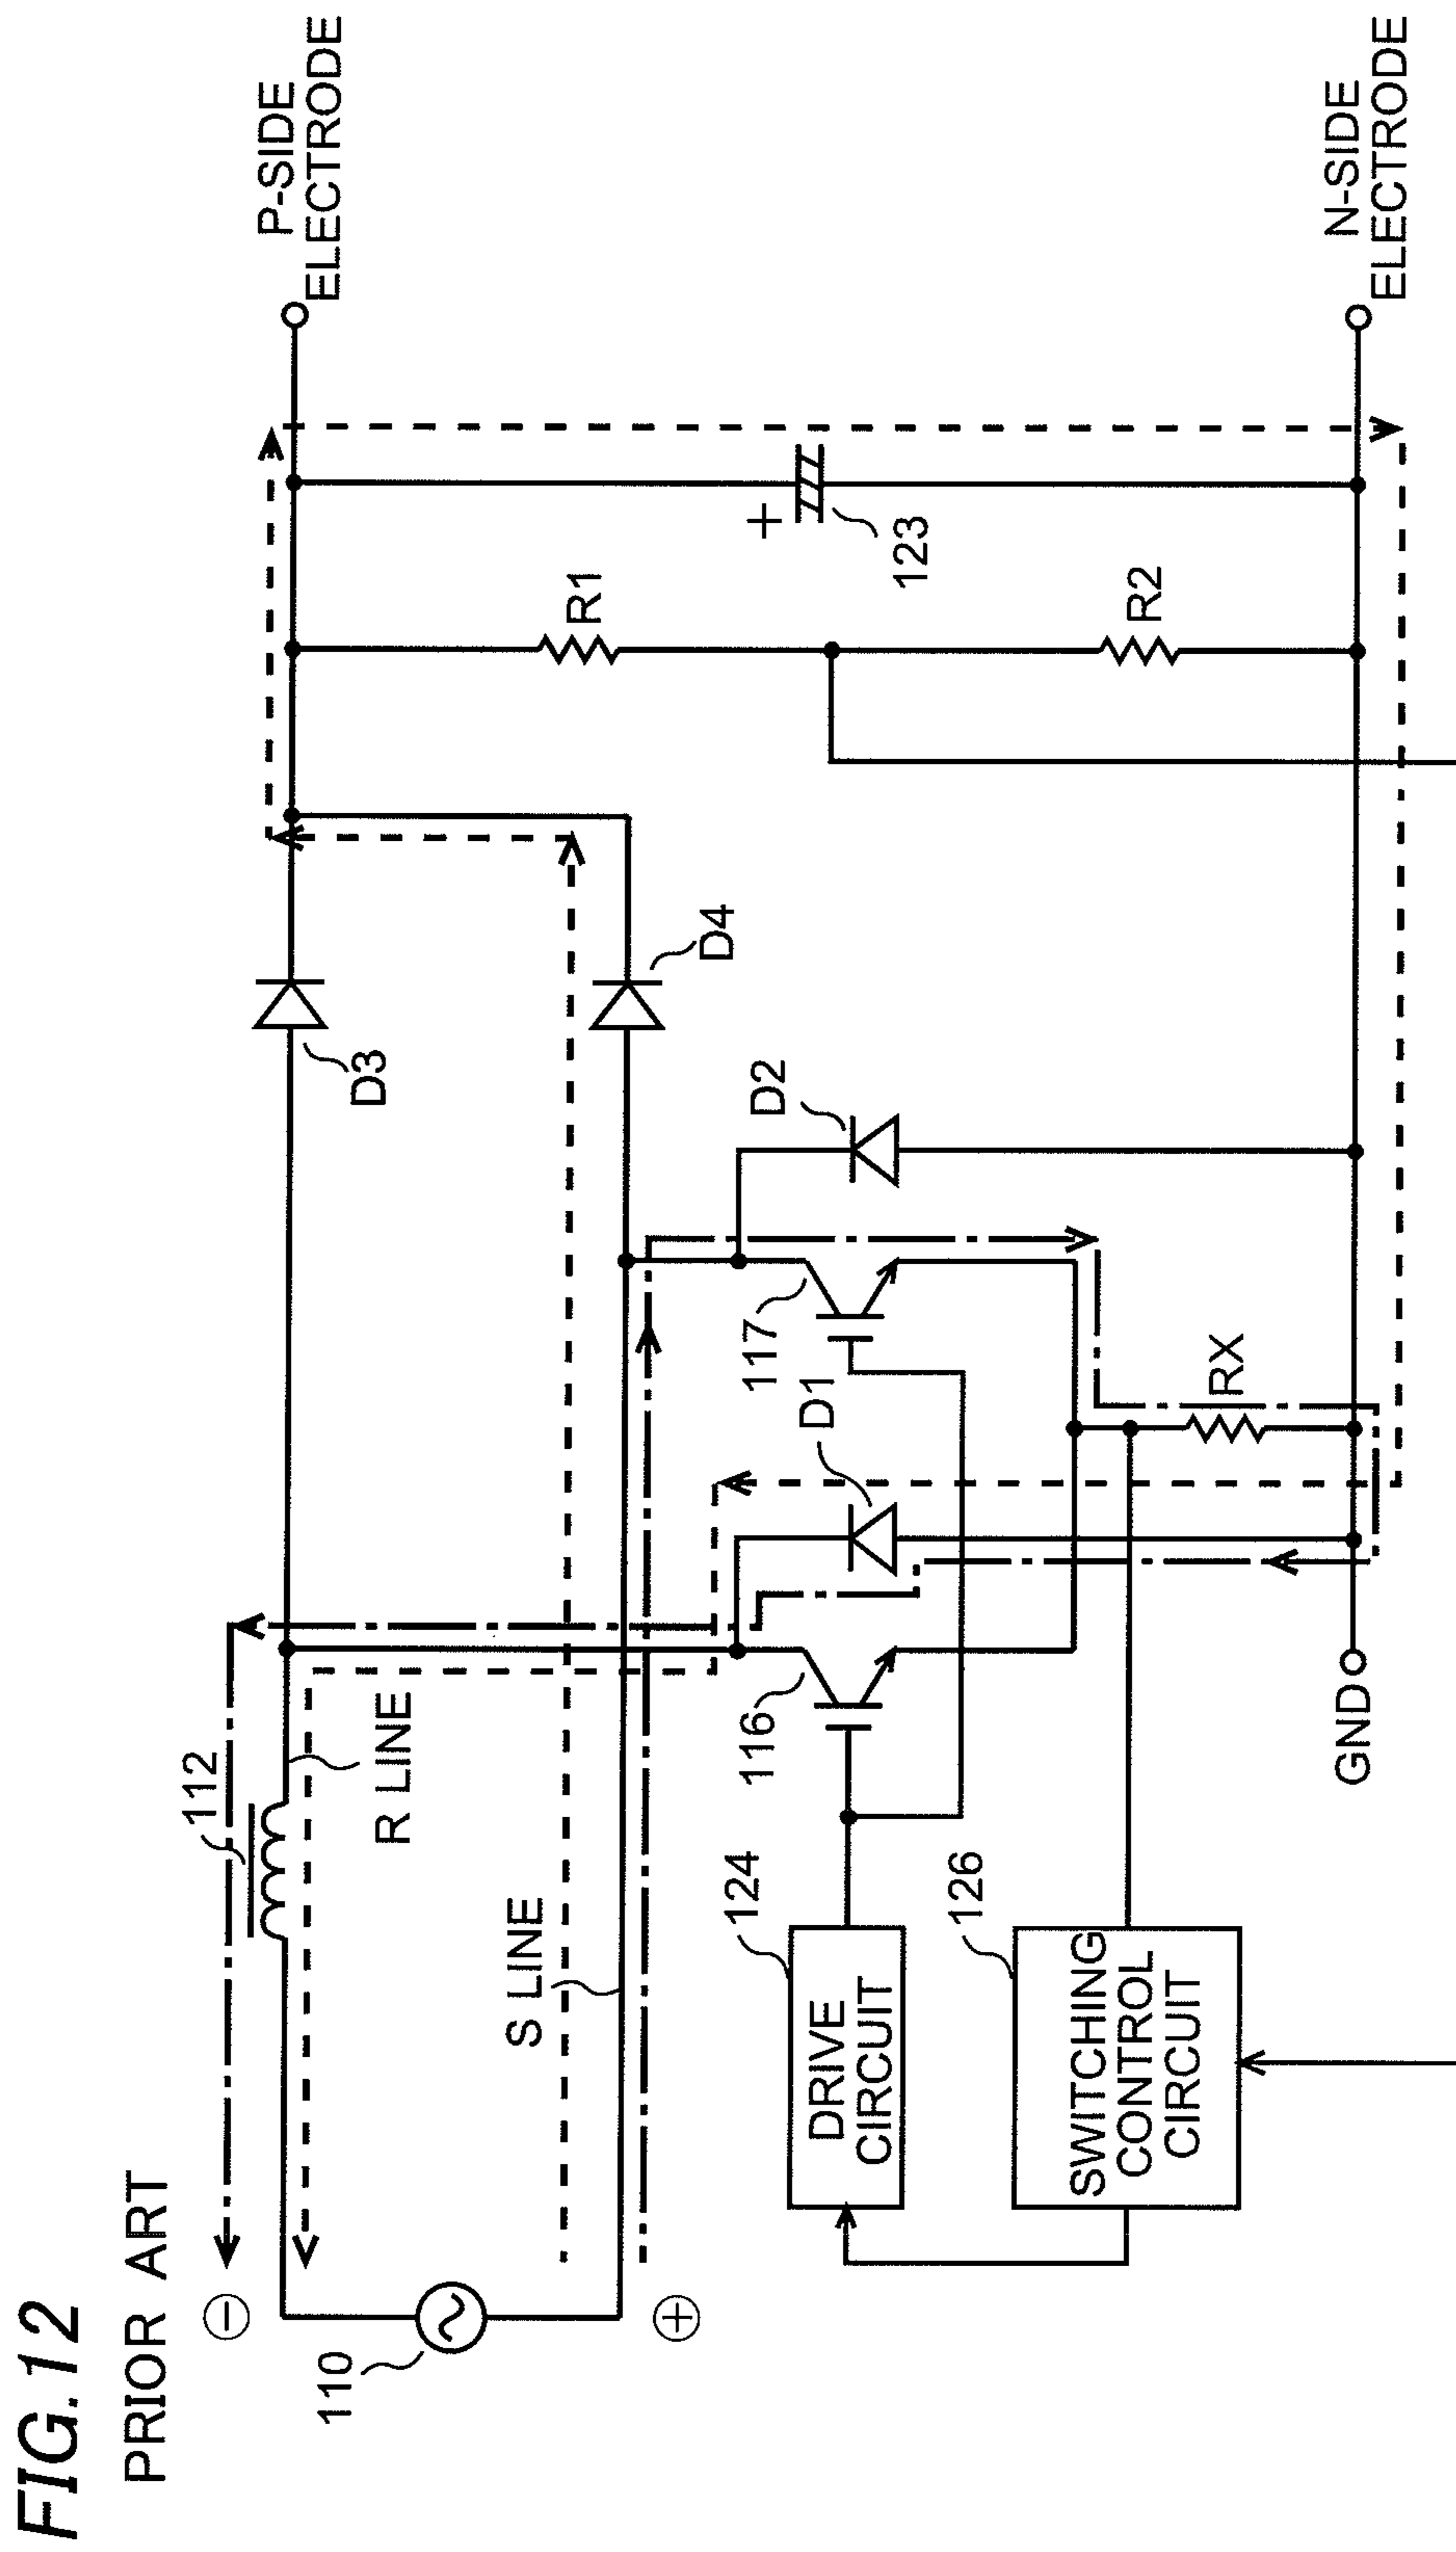 FIG.12
PRIOR ART
110
112
R LINE
S LINE
124
DRIVE
CIRCUIT
126
SWITCHING
CONTROL
CIRCUIT
116
117
D1
D2
D3
D4
RX
GND
R1
R2
+
123
P-SIDE
ELECTRODE
N-SIDE
ELECTRODE